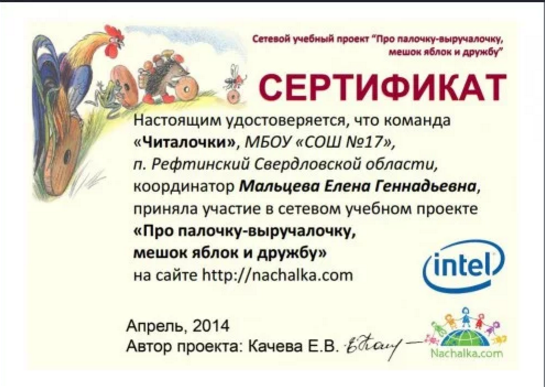 Сетевой учебный проект "Про палочку-выручалочку,
мешок яблок и дружбу"
СЕРТИФИКАТ
Настоящим удостоверяется, что команда
«Читалочки», МБОУ «СОШ №17»,
п. Рефтинский Свердловской области,
координатор Мальцева Елена Геннадьевна,
приняла участие в сетевом учебном проекте
«Про палочку-выручалочку,
мешок яблок и дружбу»
на сайте http://nachalka.com
intel
Апрель, 2014
Автор проекта: Качева Е.В.
Nachalka.com